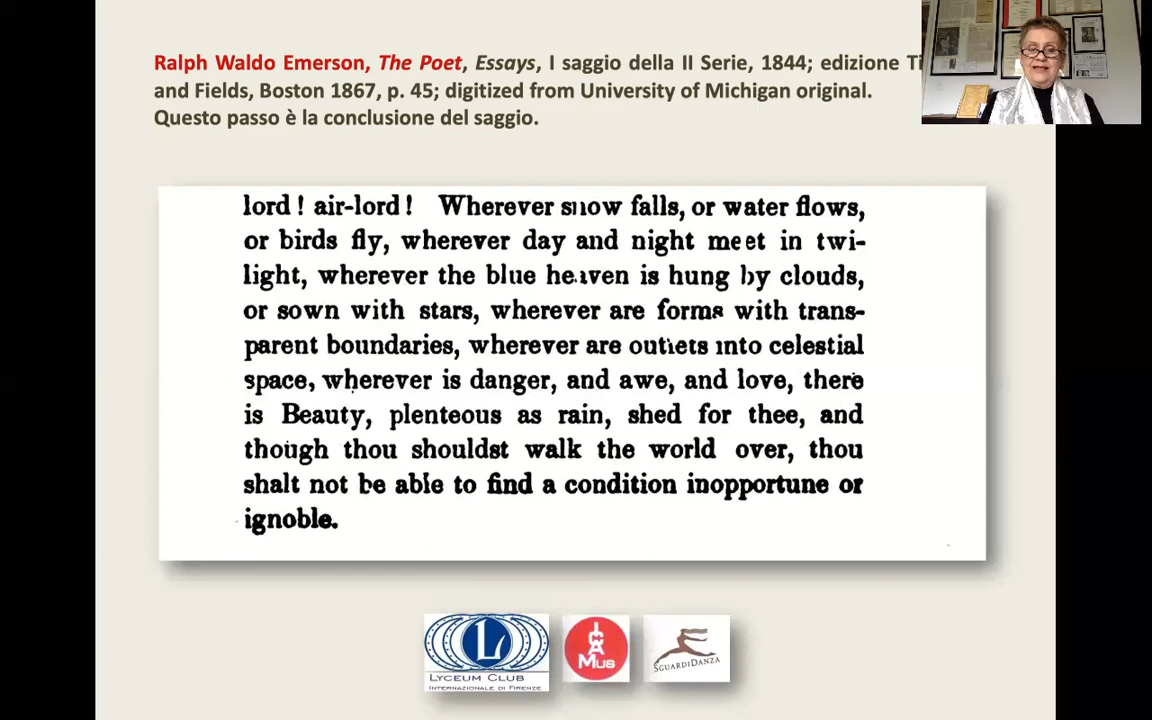 Ralph Waldo Emerson, The Poet, Essays, I saggio della II Serie, 1844; edizione Ti
and Fields, Boston 1867, p. 45; digitized from University of Michigan original.
Questo passo è la conclusione del saggio.
lord! air-lord! Wherever snow falls, or water flows,
or birds fly, wherever day and night meet in twi-
light, wherever the blue heaven is hung by clouds,
or sown with stars, wherever are forms with trans-
parent boundaries, wherever are outlets into celestial
space, wherever is danger, and awe, and love, there
is Beauty, plenteous as rain, shed for thee, and
though thou shouldst walk the world over, thou
shalt not be able to find a condition inopportune or
ignoble.
L
LYCEUM CLUB
INTERNAZIONALE DI FIRENZE
ICAMus
SGUARDIDANZA